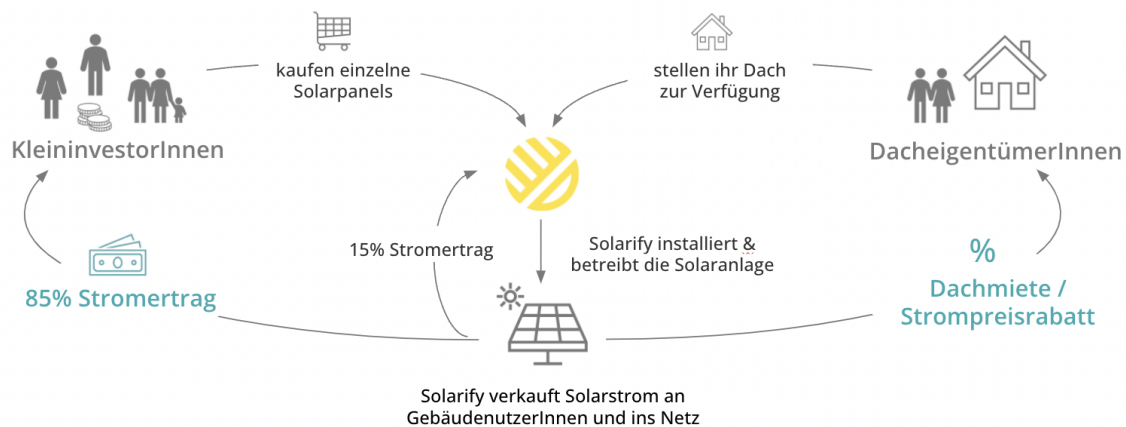 kaufen einzelne
Solarpanels
stellen ihr Dach
zur Verfügung
KleininvestorInnen
DacheigentümerInnen
15% Stromertrag
Solarify installiert &
betreibt die Solaranlage
85% Stromertrag
%
Dachmiete /
Strompreisrabatt
Solarify verkauft Solarstrom an
GebäudenutzerInnen und ins Netz